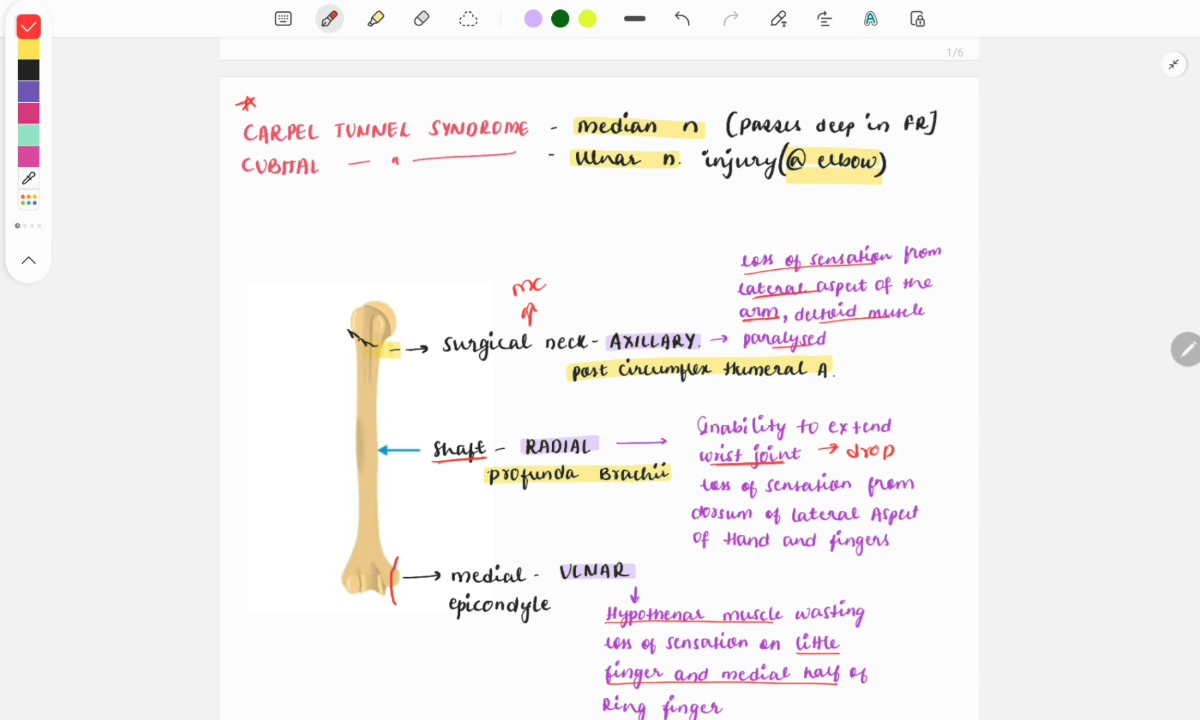 1/6
*
CARPEL TUNNEL SYNDROME - median n (passes deep in FR]
CUBITAL — " — - Ulnar n. injury (@ elbow)
loss of sensation from
lateral aspect of the
arm, deltoid muscle
paralysed
mc
#
→ surgical neck - AXILLARY. →
post circumflex Humeral A.
shaft - RADIAL →
profunda Brachii
Inability to extend
wrist joint → drop
loss of sensation from
dorsum of lateral Aspect
of Hand and fingers
→ medial - ULNAR
epicondyle
↓
Hypothenar muscle wasting
loss of sensation on little
finger and medial half of
Ring finger